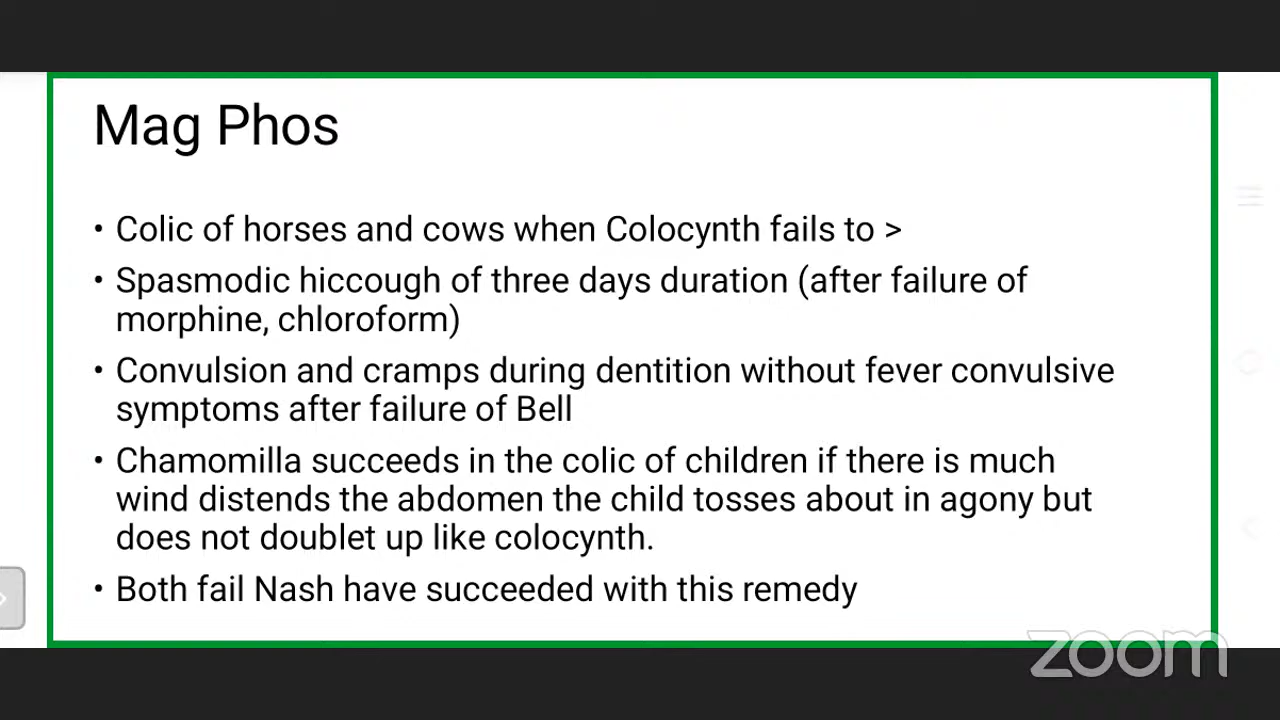 Mag Phos
• Colic of horses and cows when Colocynth fails to >
• Spasmodic hiccough of three days duration (after failure of
morphine, chloroform)
• Convulsion and cramps during dentition without fever convulsive
symptoms after failure of Bell
• Chamomilla succeeds in the colic of children if there is much
wind distends the abdomen the child tosses about in agony but
does not doublet up like colocynth.
• Both fail Nash have succeeded with this remedy
zoom